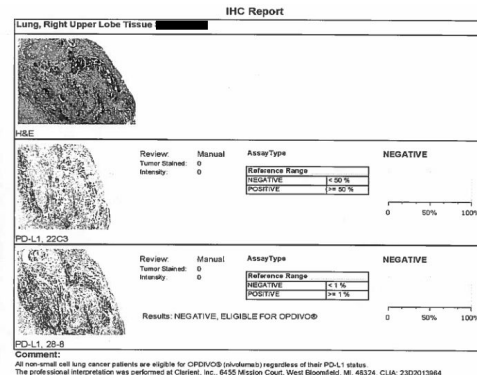 IHC Report
Lung, Right Upper Lobe Tissue
H&E
Review: Manual AssayType NEGATIVE
Tumor Stained: 0
Intensity: 0
Reference Range
NEGATIVE < 50 %
POSITIVE >= 50 %
0 50% 100%
PD-L1, 22C3
Review: Manual AssayType NEGATIVE
Tumor Stained: 0
Intensity: 0
Reference Range
NEGATIVE < 1 %
POSITIVE >= 1 %
Results: NEGATIVE, ELIGIBLE FOR OPDIVO®
0 50% 100%
PD-L1, 28-8
Comment:
All non-small cell lung cancer patients are eligible for OPDIVO® (nivolumab) regardless of their PD-L1 status.
The professional interpretation was performed at Clarient, Inc., 6455 Mission Court, West Bloomfield, MI, 48324, CLIA: 23D2013964